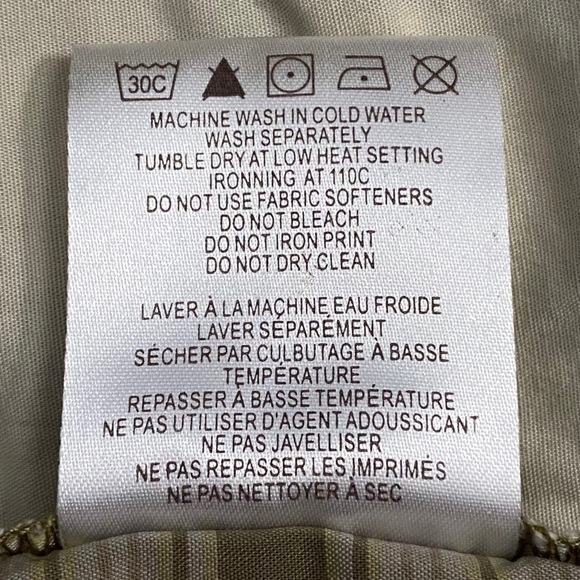 30C
MACHINE WASH IN COLD WATER
WASH SEPARATELY
TUMBLE DRY AT LOW HEAT SETTING
IRONNING AT 110C
DO NOT USE FABRIC SOFTENERS
DO NOT BLEACH
DO NOT IRON PRINT
DO NOT DRY CLEAN
LAVER À LA MAÇHINE EAU FROIDE
LAVER SÉPARÉMENT
SÉCHER PAR CULBUTAGE À BASSE
TEMPÉRATURE
REPASSER À BASSE TEMPÉRATURE
NE PAS UTILISER D'AGENT ADOUSSICANT
NE PAS JAVELLISER
NE PAS REPASSER LES IMPRIMÉS
NE PAS NETTOYER À SEC